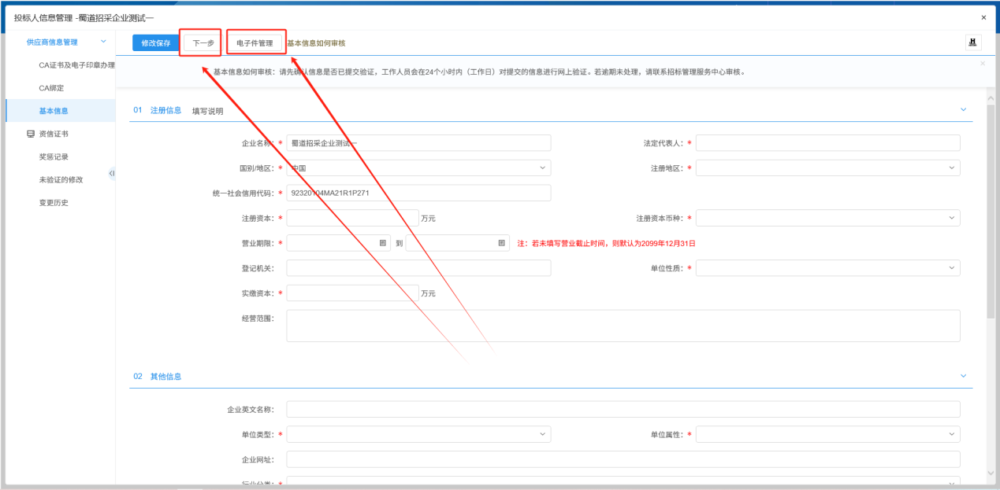 投标人信息管理 -蜀道招采企业测试一
×
供应商信息管理
CA证书及电子印章办理
CA绑定
基本信息
资信证书
奖惩记录
未验证的修改
变更历史
修改保存 下一步 电子件管理 基本信息如何审核
基本信息如何审核：请先确认信息是否已提交验证，工作人员会在24个小时内（工作日）对提交的信息进行网上验证。若逾期未处理，请联系招标管理服务中心审核。
01 注册信息 填写说明
企业名称： * 蜀道招采企业测试一 法定代表人： *
国别/地区： * 中国 注册地区： *
统一社会信用代码： * 92320104MA21R1P271
注册资本： * 万元 注册资本币种： *
营业期限： * 到 注：若未填写营业截止时间，则默认为2099年12月31日
登记机关： 单位性质： *
实缴资本： * 万元
经营范围：
02 其他信息
企业英文名称：
单位类型： * 单位属性： *
企业网址：
行业分类： *